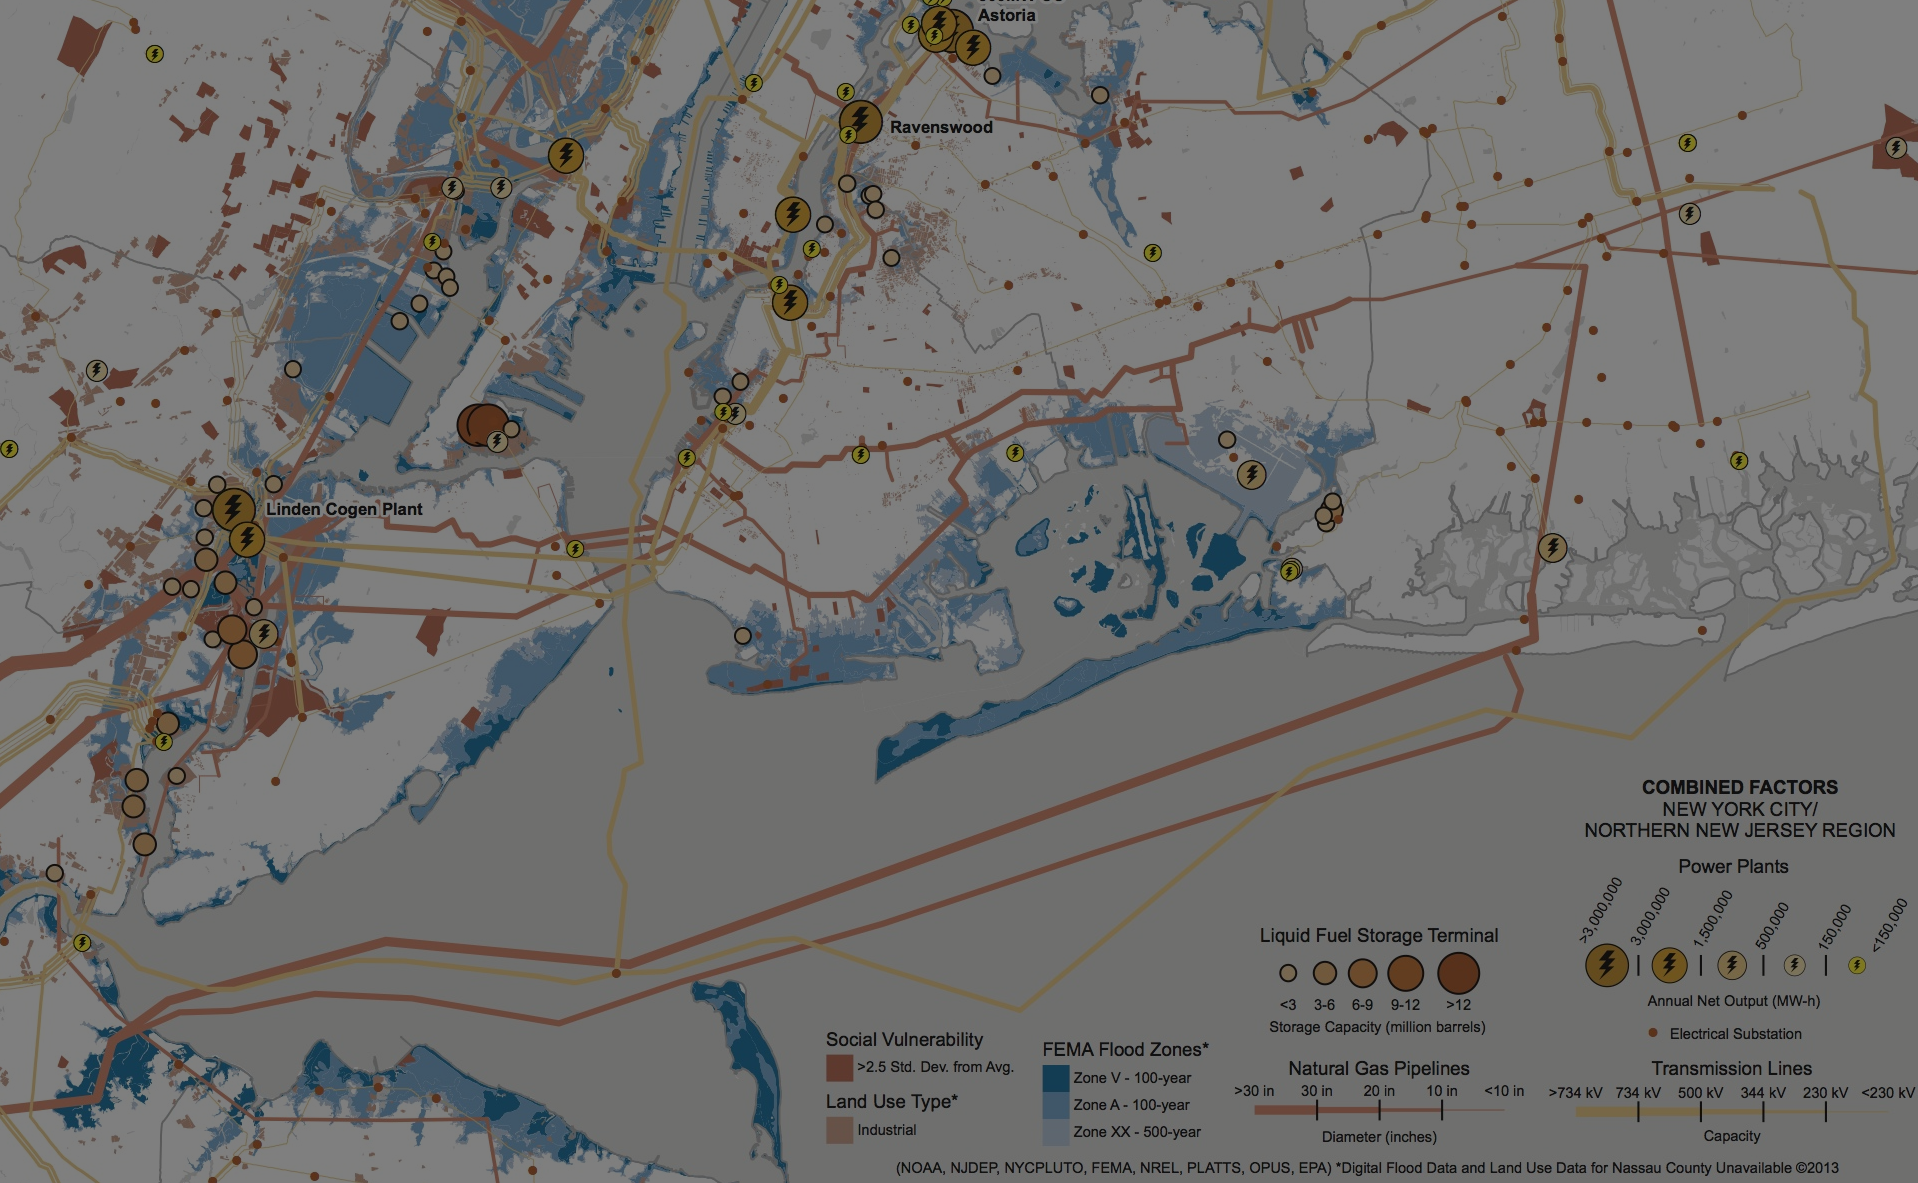 Astoria
Ravenswood
Linden Cogen Plant
COMBINED FACTORS
NEW YORK CITY/
NORTHERN NEW JERSEY REGION
Power Plants
>3,000,000
3,000,000
1,500,000
500,000
150,000
<150,000
Annual Net Output (MW-h)
Electrical Substation
Liquid Fuel Storage Terminal
<3 3-6 6-9 9-12 >12
Storage Capacity (million barrels)
Natural Gas Pipelines
>30 in 30 in 20 in 10 in <10 in
Diameter (inches)
Transmission Lines
>734 kV 734 kV 500 kV 344 kV 230 kV <230 kV
Capacity
Social Vulnerability
>2.5 Std. Dev. from Avg.
Land Use Type*
Industrial
FEMA Flood Zones*
Zone V - 100-year
Zone A - 100-year
Zone XX - 500-year
(NOAA, NJDEP, NYCPLUTO, FEMA, NREL, PLATTS, OPUS, EPA) *Digital Flood Data and Land Use Data for Nassau County Unavailable ©2013